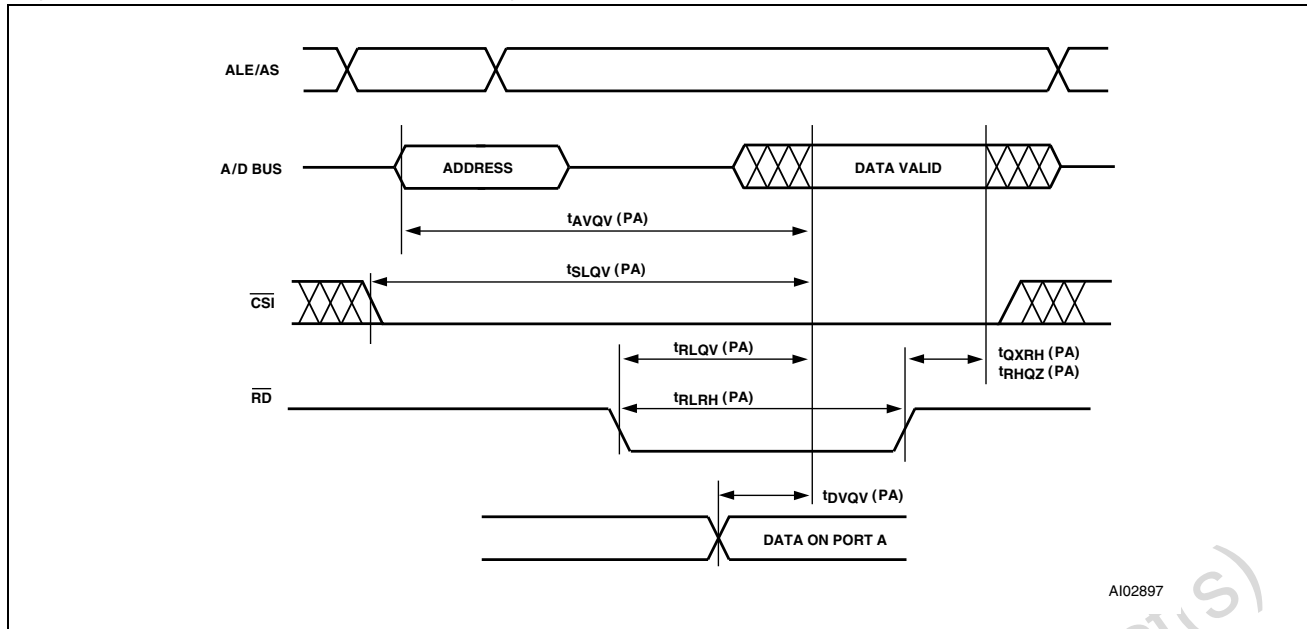 ALE/AS
A/D BUS
ADDRESS
DATA VALID
tAVQV (PA)
tSLQV (PA)
CSI
tRLQV (PA)
tQXRH (PA)
tRHQZ (PA)
RD
tRLRH (PA)
tDVQV (PA)
DATA ON PORT A
AI02897